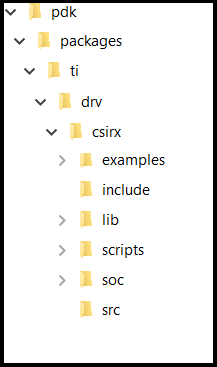 pdk
packages
ti
drv
csirx
examples
include
lib
scripts
soc
src